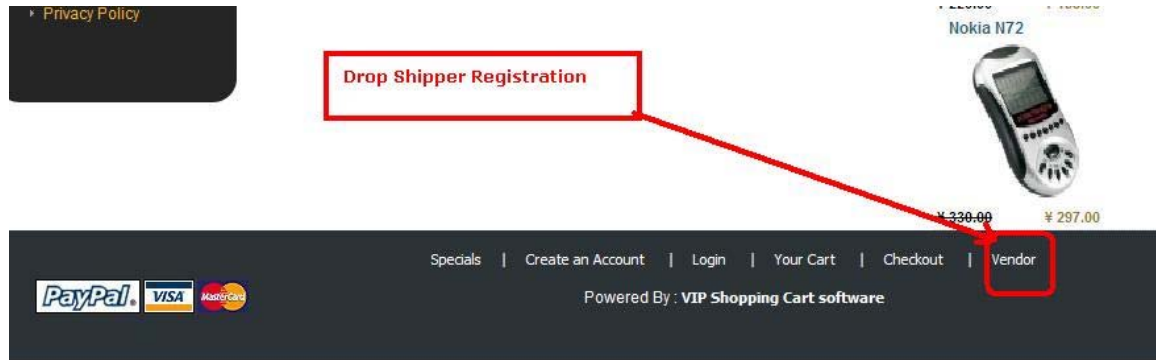 Privacy Policy
Nokia N72
Drop Shipper Registration
¥ 330.00 ¥ 297.00
Specials | Create an Account | Login | Your Cart | Checkout | Vendor
PayPal VISA MasterCard
Powered By : VIP Shopping Cart software